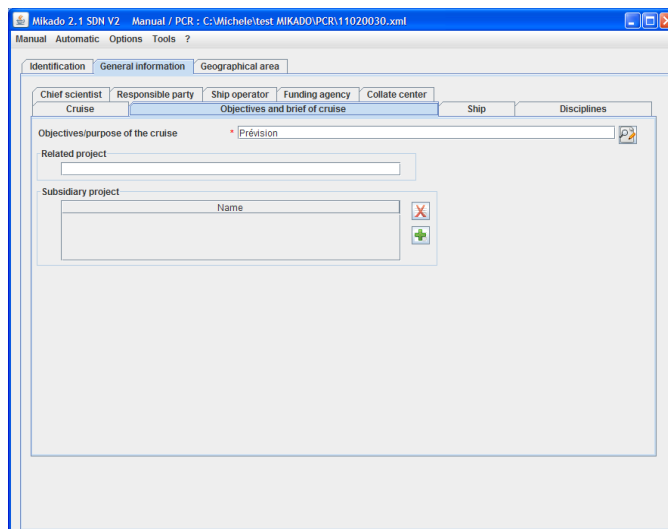 Mikado 2.1 SDN V2 Manual / PCR : C:\Michele\test MIKADO\PCR\11020030.xml
Manual Automatic Options Tools ?
Identification General information Geographical area
Chief scientist Responsible party Ship operator Funding agency Collate center
Cruise Objectives and brief of cruise Ship Disciplines
Objectives/purpose of the cruise * Prévision
Related project
Subsidiary project
Name